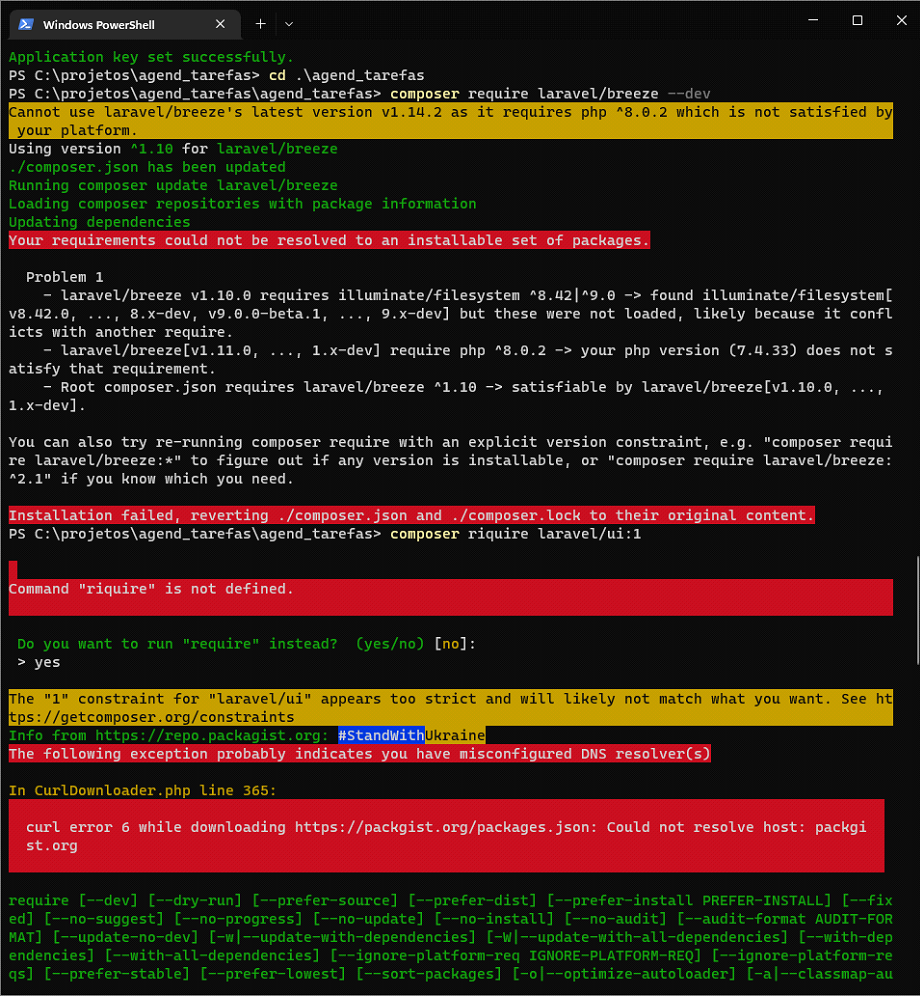 Windows PowerShell
Application key set successfully.
PS C:\projetos\agend_tarefas> cd .\agend_tarefas
PS C:\projetos\agend_tarefas\agend_tarefas> composer require laravel/breeze --dev
Cannot use laravel/breeze's latest version v1.14.2 as it requires php ^8.0.2 which is not satisfied by
 your platform.
Using version ^1.10 for laravel/breeze
./composer.json has been updated
Running composer update laravel/breeze
Loading composer repositories with package information
Updating dependencies
Your requirements could not be resolved to an installable set of packages.
  Problem 1
    - laravel/breeze v1.10.0 requires illuminate/filesystem ^8.42|^9.0 -> found illuminate/filesystem[
v8.42.0, ..., 8.x-dev, v9.0.0-beta.1, ..., 9.x-dev] but these were not loaded, likely because it confl
icts with another require.
    - laravel/breeze[v1.11.0, ..., 1.x-dev] require php ^8.0.2 -> your php version (7.4.33) does not s
atisfy that requirement.
    - Root composer.json requires laravel/breeze ^1.10 -> satisfiable by laravel/breeze[v1.10.0, ...,
1.x-dev].
You can also try re-running composer require with an explicit version constraint, e.g. "composer requi
re laravel/breeze:*" to figure out if any version is installable, or "composer require laravel/breeze:
^2.1" if you know which you need.
Installation failed, reverting ./composer.json and ./composer.lock to their original content.
PS C:\projetos\agend_tarefas\agend_tarefas> composer riquire laravel/ui:1
Command "riquire" is not defined.
 Do you want to run "require" instead?  (yes/no) [no]:
 > yes
The "1" constraint for "laravel/ui" appears too strict and will likely not match what you want. See ht
tps://getcomposer.org/constraints
Info from https://repo.packagist.org: #StandWithUkraine
The following exception probably indicates you have misconfigured DNS resolver(s)
In CurlDownloader.php line 365:
  curl error 6 while downloading https://packgist.org/packages.json: Could not resolve host: packgi
  st.org
require [--dev] [--dry-run] [--prefer-source] [--prefer-dist] [--prefer-install PREFER-INSTALL] [--fix
ed] [--no-suggest] [--no-progress] [--no-update] [--no-install] [--no-audit] [--audit-format AUDIT-FOR
MAT] [--update-no-dev] [-w|--update-with-dependencies] [-W|--update-with-all-dependencies] [--with-dep
endencies] [--with-all-dependencies] [--ignore-platform-req IGNORE-PLATFORM-REQ] [--ignore-platform-re
qs] [--prefer-stable] [--prefer-lowest] [--sort-packages] [-o|--optimize-autoloader] [-a|--classmap-au